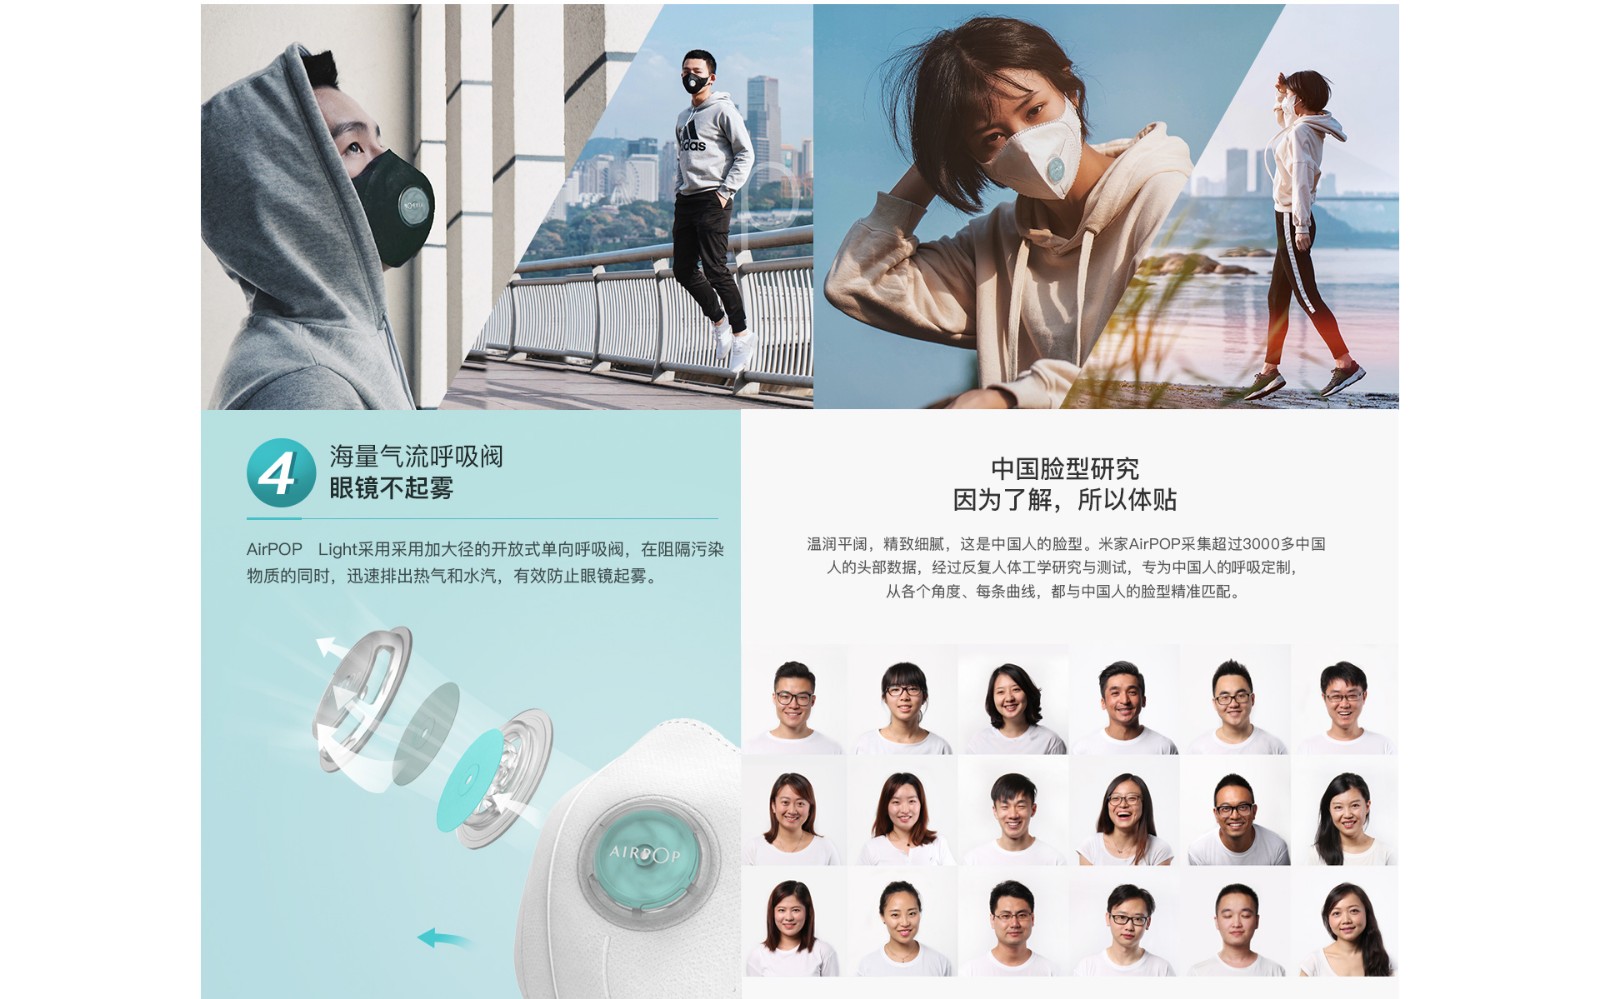 adidas
4
海量气流呼吸阀
眼镜不起雾
AirPOP Light采用采用加大径的开放式单向呼吸阀，在阻隔污染
物质的同时，迅速排出热气和水汽，有效防止眼镜起雾。
AIRPOP
中国脸型研究
因为了解，所以体贴
温润平阔，精致细腻，这是中国人的脸型。米家AirPOP采集超过3000多中国
人的头部数据，经过反复人体工学研究与测试，专为中国人的呼吸定制，
从各个角度、每条曲线，都与中国人的脸型精准匹配。